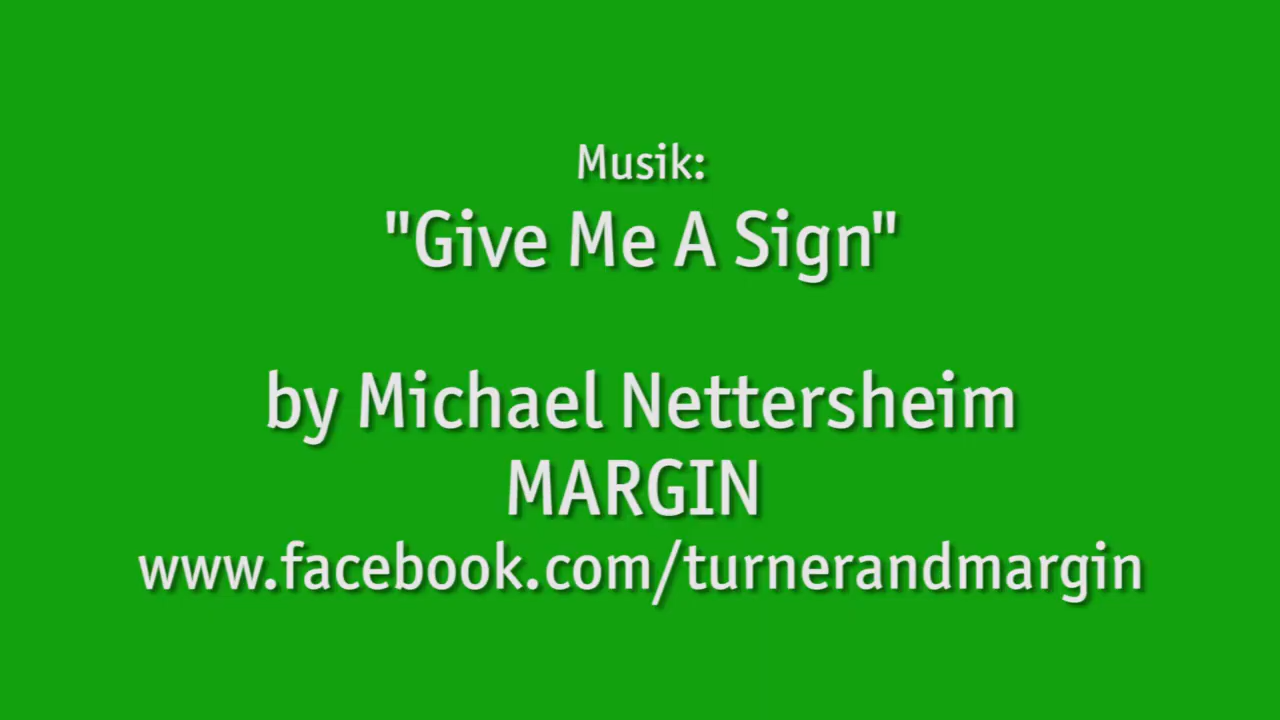 Musik:
"Give Me A Sign"
by Michael Nettersheim
MARGIN
www.facebook.com/turnerandmargin